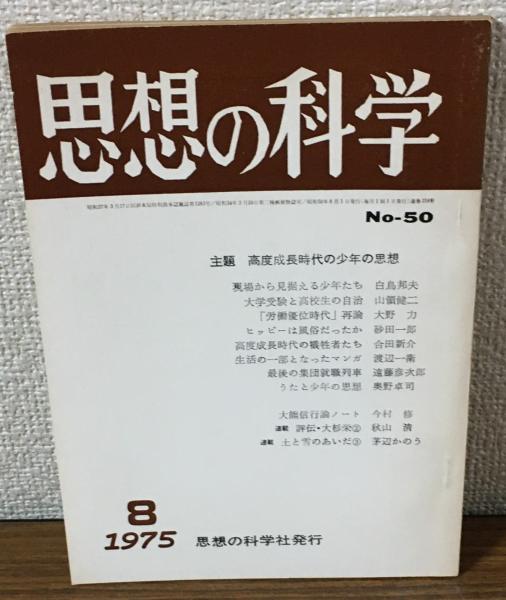 思想の科学
No-50
主題 高度成長時代の少年の思想
現場から見据える少年たち 白鳥邦夫
大学受験と高校生の自治 山領健二
「労働優位時代」再論 大野 力
ヒッピーは風俗だったか 砂田一郎
高度成長時代の犠牲者たち 合田新介
生活の一部となったマンガ 渡辺一衛
最後の集団就職列車 遠藤彦次郎
うたと少年の思想 奥野卓司
大熊信行論ノート 今村 修
連載 評伝・大杉栄② 秋山 清
連載 土と雪のあいだ③ 茅辺かのう
8
1975 思想の科学社発行